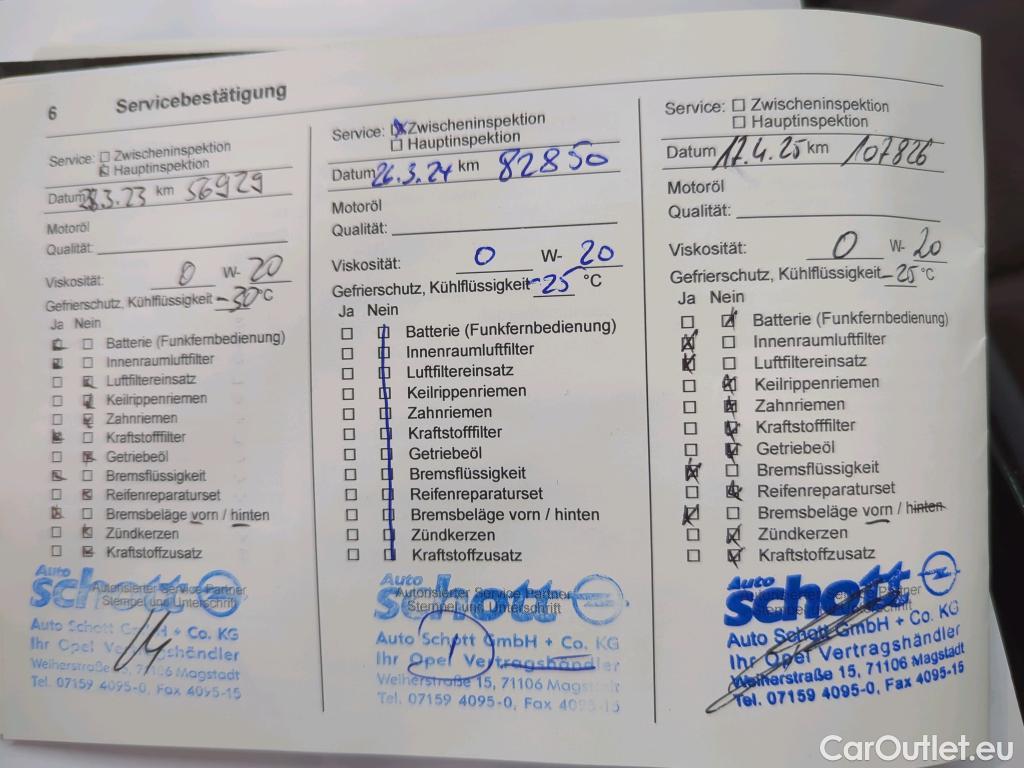 6 Servicebestätigung
Service: Zwischeninspektion
Hauptinspektion
Datum 28.3.23 km 56929
Motoröl
Qualität:
Viskosität: 0 W- 20
Gefrierschutz, Kühlflüssigkeit -30 °C
Ja Nein
Batterie (Funkfernbedienung)
Innenraumluftfilter
Luftfiltereinsatz
Keilrippenriemen
Zahnriemen
Kraftstofffilter
Getriebeöl
Bremsflüssigkeit
Reifenreparaturset
Bremsbeläge vorn / hinten
Zündkerzen
Kraftstoffzusatz
Auto
schott
Autorisierter Service Partner
Stempel und Unterschrift
Auto Schott GmbH + Co. KG
Ihr Opel Vertragshändler
Weiherstraße 15, 71106 Magstadt
Tel. 07159 4095-0, Fax 4095-15
Service: Zwischeninspektion
Hauptinspektion
Datum 26.3.24 km 82850
Motoröl
Qualität:
Viskosität: 0 W- 20
Gefrierschutz, Kühlflüssigkeit -25 °C
Ja Nein
Batterie (Funkfernbedienung)
Innenraumluftfilter
Luftfiltereinsatz
Keilrippenriemen
Zahnriemen
Kraftstofffilter
Getriebeöl
Bremsflüssigkeit
Reifenreparaturset
Bremsbeläge vorn / hinten
Zündkerzen
Kraftstoffzusatz
Auto
schott
Autorisierter Service Partner
Stempel und Unterschrift
Auto Schott GmbH + Co. KG
Ihr Opel Vertragshändler
Weiherstraße 15, 71106 Magstadt
Tel. 07159 4095-0, Fax 4095-15
Service: Zwischeninspektion
Hauptinspektion
Datum 17.4.25 km 107826
Motoröl
Qualität:
Viskosität: 0 W- 20
Gefrierschutz, Kühlflüssigkeit -25 °C
Ja Nein
Batterie (Funkfernbedienung)
Innenraumluftfilter
Luftfiltereinsatz
Keilrippenriemen
Zahnriemen
Kraftstofffilter
Getriebeöl
Bremsflüssigkeit
Reifenreparaturset
Bremsbeläge vorn / hinten
Zündkerzen
Kraftstoffzusatz
Auto
schott
Auto Schott GmbH + Co. KG
Ihr Opel Vertragshändler
Weiherstraße 15, 71106 Magstadt
Tel. 07159 4095-0, Fax 4095-15
CarOutlet.eu